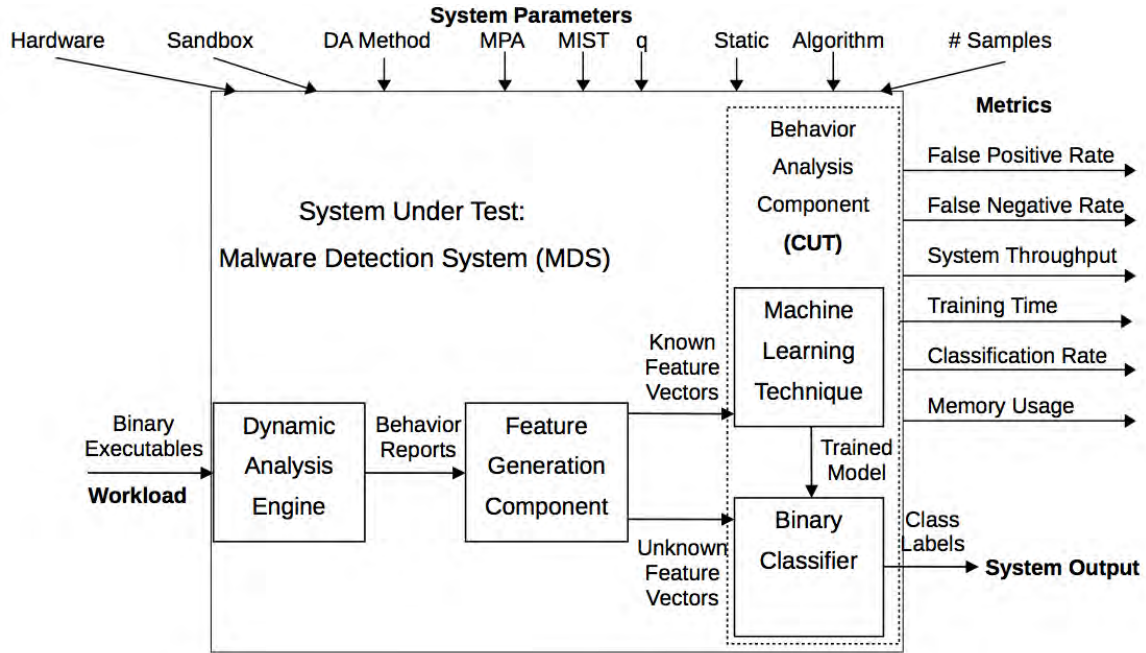 System Parameters
Hardware
Sandbox
DA Method
MPA
MIST
q
Static
Algorithm
# Samples
Metrics
False Positive Rate
False Negative Rate
System Throughput
Training Time
Classification Rate
Memory Usage
System Under Test:
Malware Detection System (MDS)
Behavior
Analysis
Component
(CUT)
Machine
Learning
Technique
Known
Feature
Vectors
Binary
Executables
Workload
Dynamic
Analysis
Engine
Behavior
Reports
Feature
Generation
Component
Trained
Model
Unknown
Feature
Vectors
Binary
Classifier
Class
Labels
System Output